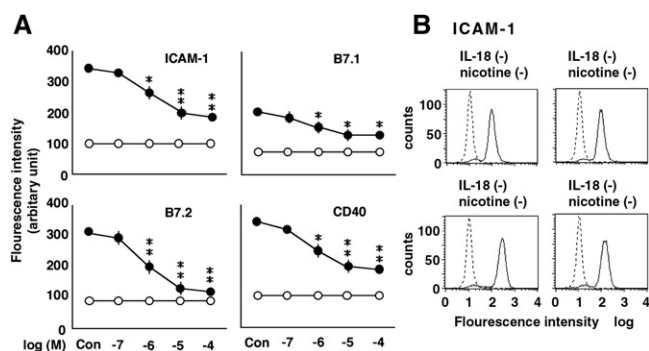 A
Flourescence intensity
(arbitary unit)
400
300
200
100
0
ICAM-1
*
**
**
B7.1
*
*
*
400
300
200
100
0
B7.2
**
**
**
CD40
*
**
**
log (M) Con -7 -6 -5 -4 Con -7 -6 -5 -4
B ICAM-1
IL-18 (-) IL-18 (-)
nicotine (-) nicotine (-)
counts
100
50
0
IL-18 (-) IL-18 (-)
nicotine (-) nicotine (-)
counts
100
50
0
0 1 2 3 4 0 1 2 3 4
Flourescence intensity log